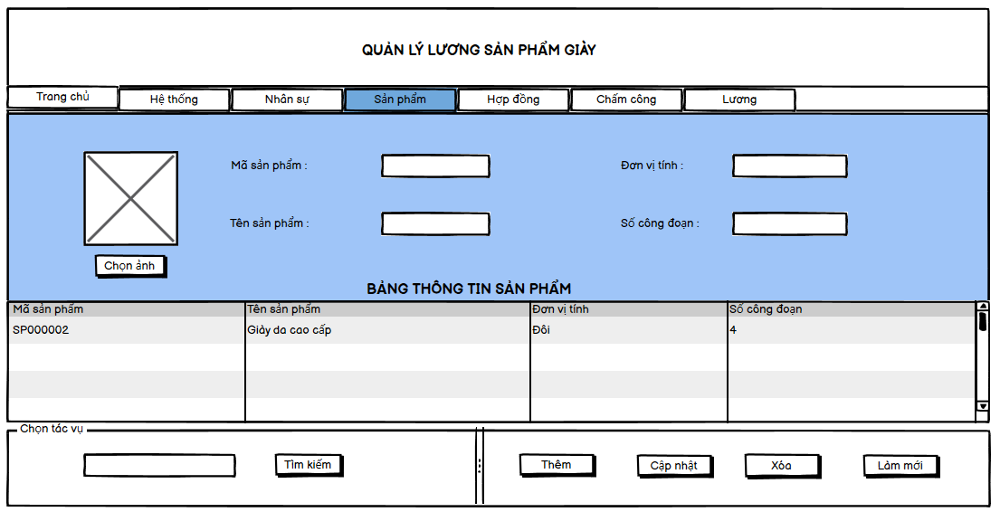 QUẢN LÝ LƯƠNG SẢN PHẨM GIÀY
Trang chủ Hệ thống Nhân sự Sản phẩm Hợp đồng Chấm công Lương
Mã sản phẩm : Đơn vị tính :
Tên sản phẩm : Số công đoạn :
Chọn ảnh
BẢNG THÔNG TIN SẢN PHẨM
Mã sản phẩm Tên sản phẩm Đơn vị tính Số công đoạn
SP000002 Giày da cao cấp Đôi 4
Chọn tác vụ
Tìm kiếm Thêm Cập nhật Xóa Làm mới